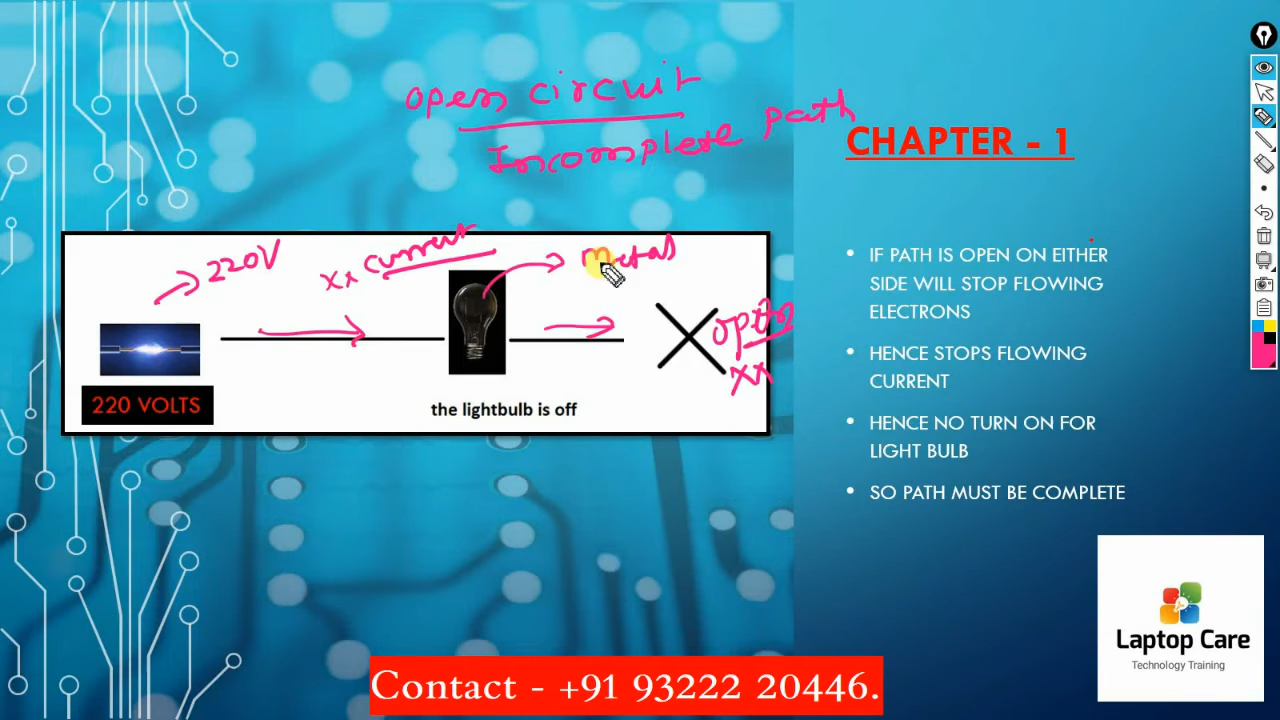 open circuit
Incomplete path
CHAPTER - 1
220V
xx current
metal
open
xx
220 VOLTS
the lightbulb is off
• IF PATH IS OPEN ON EITHER
SIDE WILL STOP FLOWING
ELECTRONS
• HENCE STOPS FLOWING
CURRENT
• HENCE NO TURN ON FOR
LIGHT BULB
• SO PATH MUST BE COMPLETE
Laptop Care
Technology Training
Contact - +91 93222 20446.